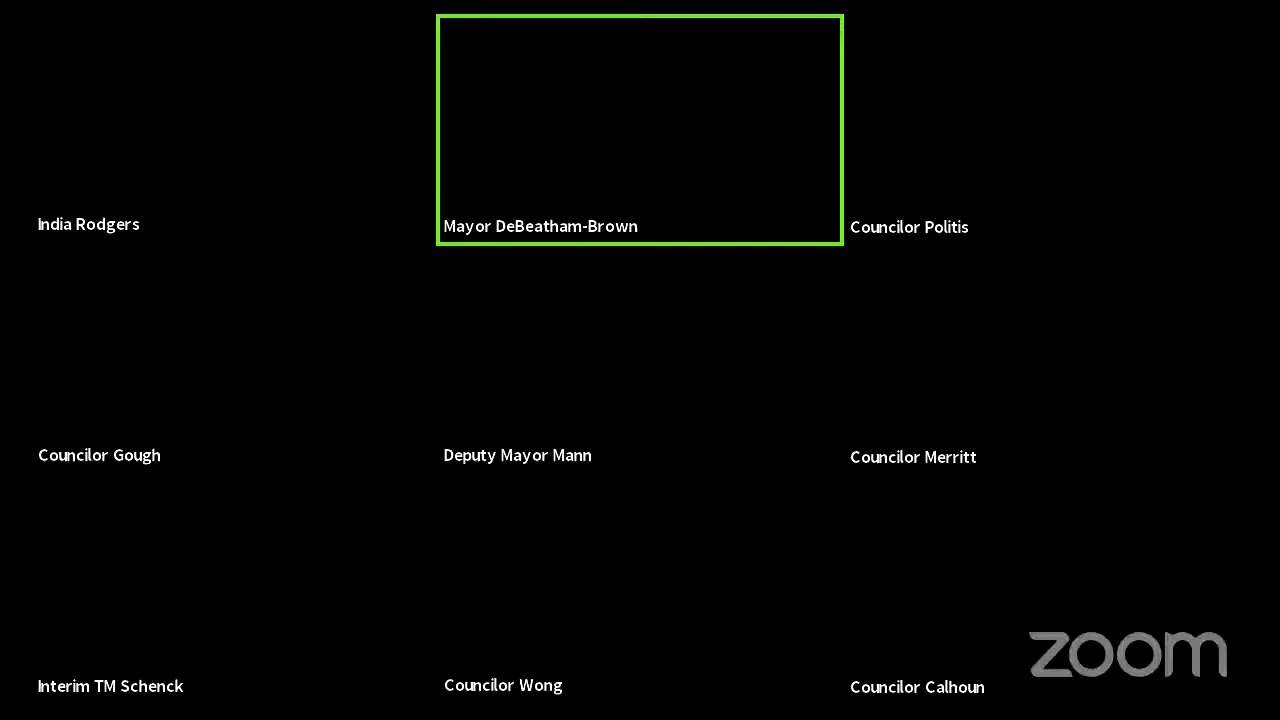 India Rodgers
Mayor DeBeatham-Brown
Councilor Politis
Councilor Gough
Deputy Mayor Mann
Councilor Merritt
Interim TM Schenck
Councilor Wong
Councilor Calhoun
zoom